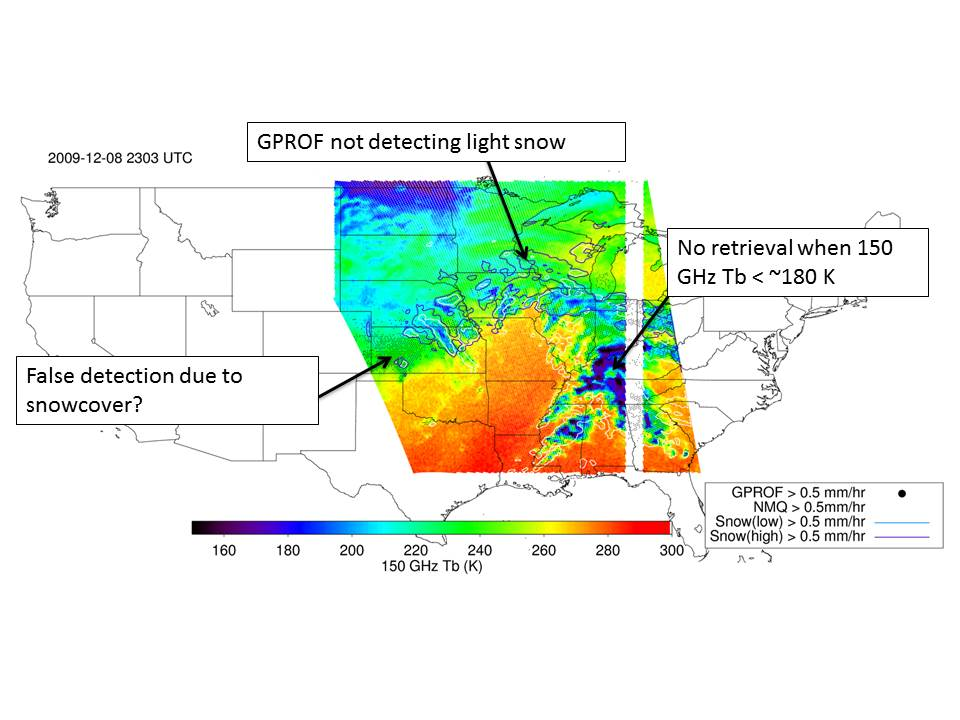 GPROF not detecting light snow
2009-12-08 2303 UTC
No retrieval when 150
GHz Tb < ~180 K
False detection due to
snowcover?
GPROF > 0.5 mm/hr
NMQ > 0.5mm/hr
Snow(low) > 0.5 mm/hr
Snow(high) > 0.5 mm/hr
160 180 200 220 240 260 280 300
150 GHz Tb (K)